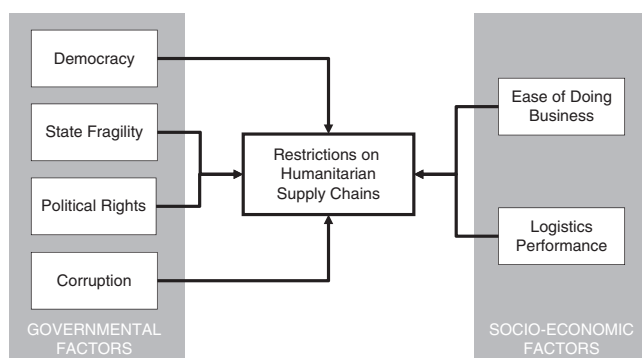 Democracy
State Fragility
Political Rights
Corruption
GOVERNMENTAL
FACTORS
Restrictions on
Humanitarian
Supply Chains
Ease of Doing
Business
Logistics
Performance
SOCIO-ECONOMIC
FACTORS